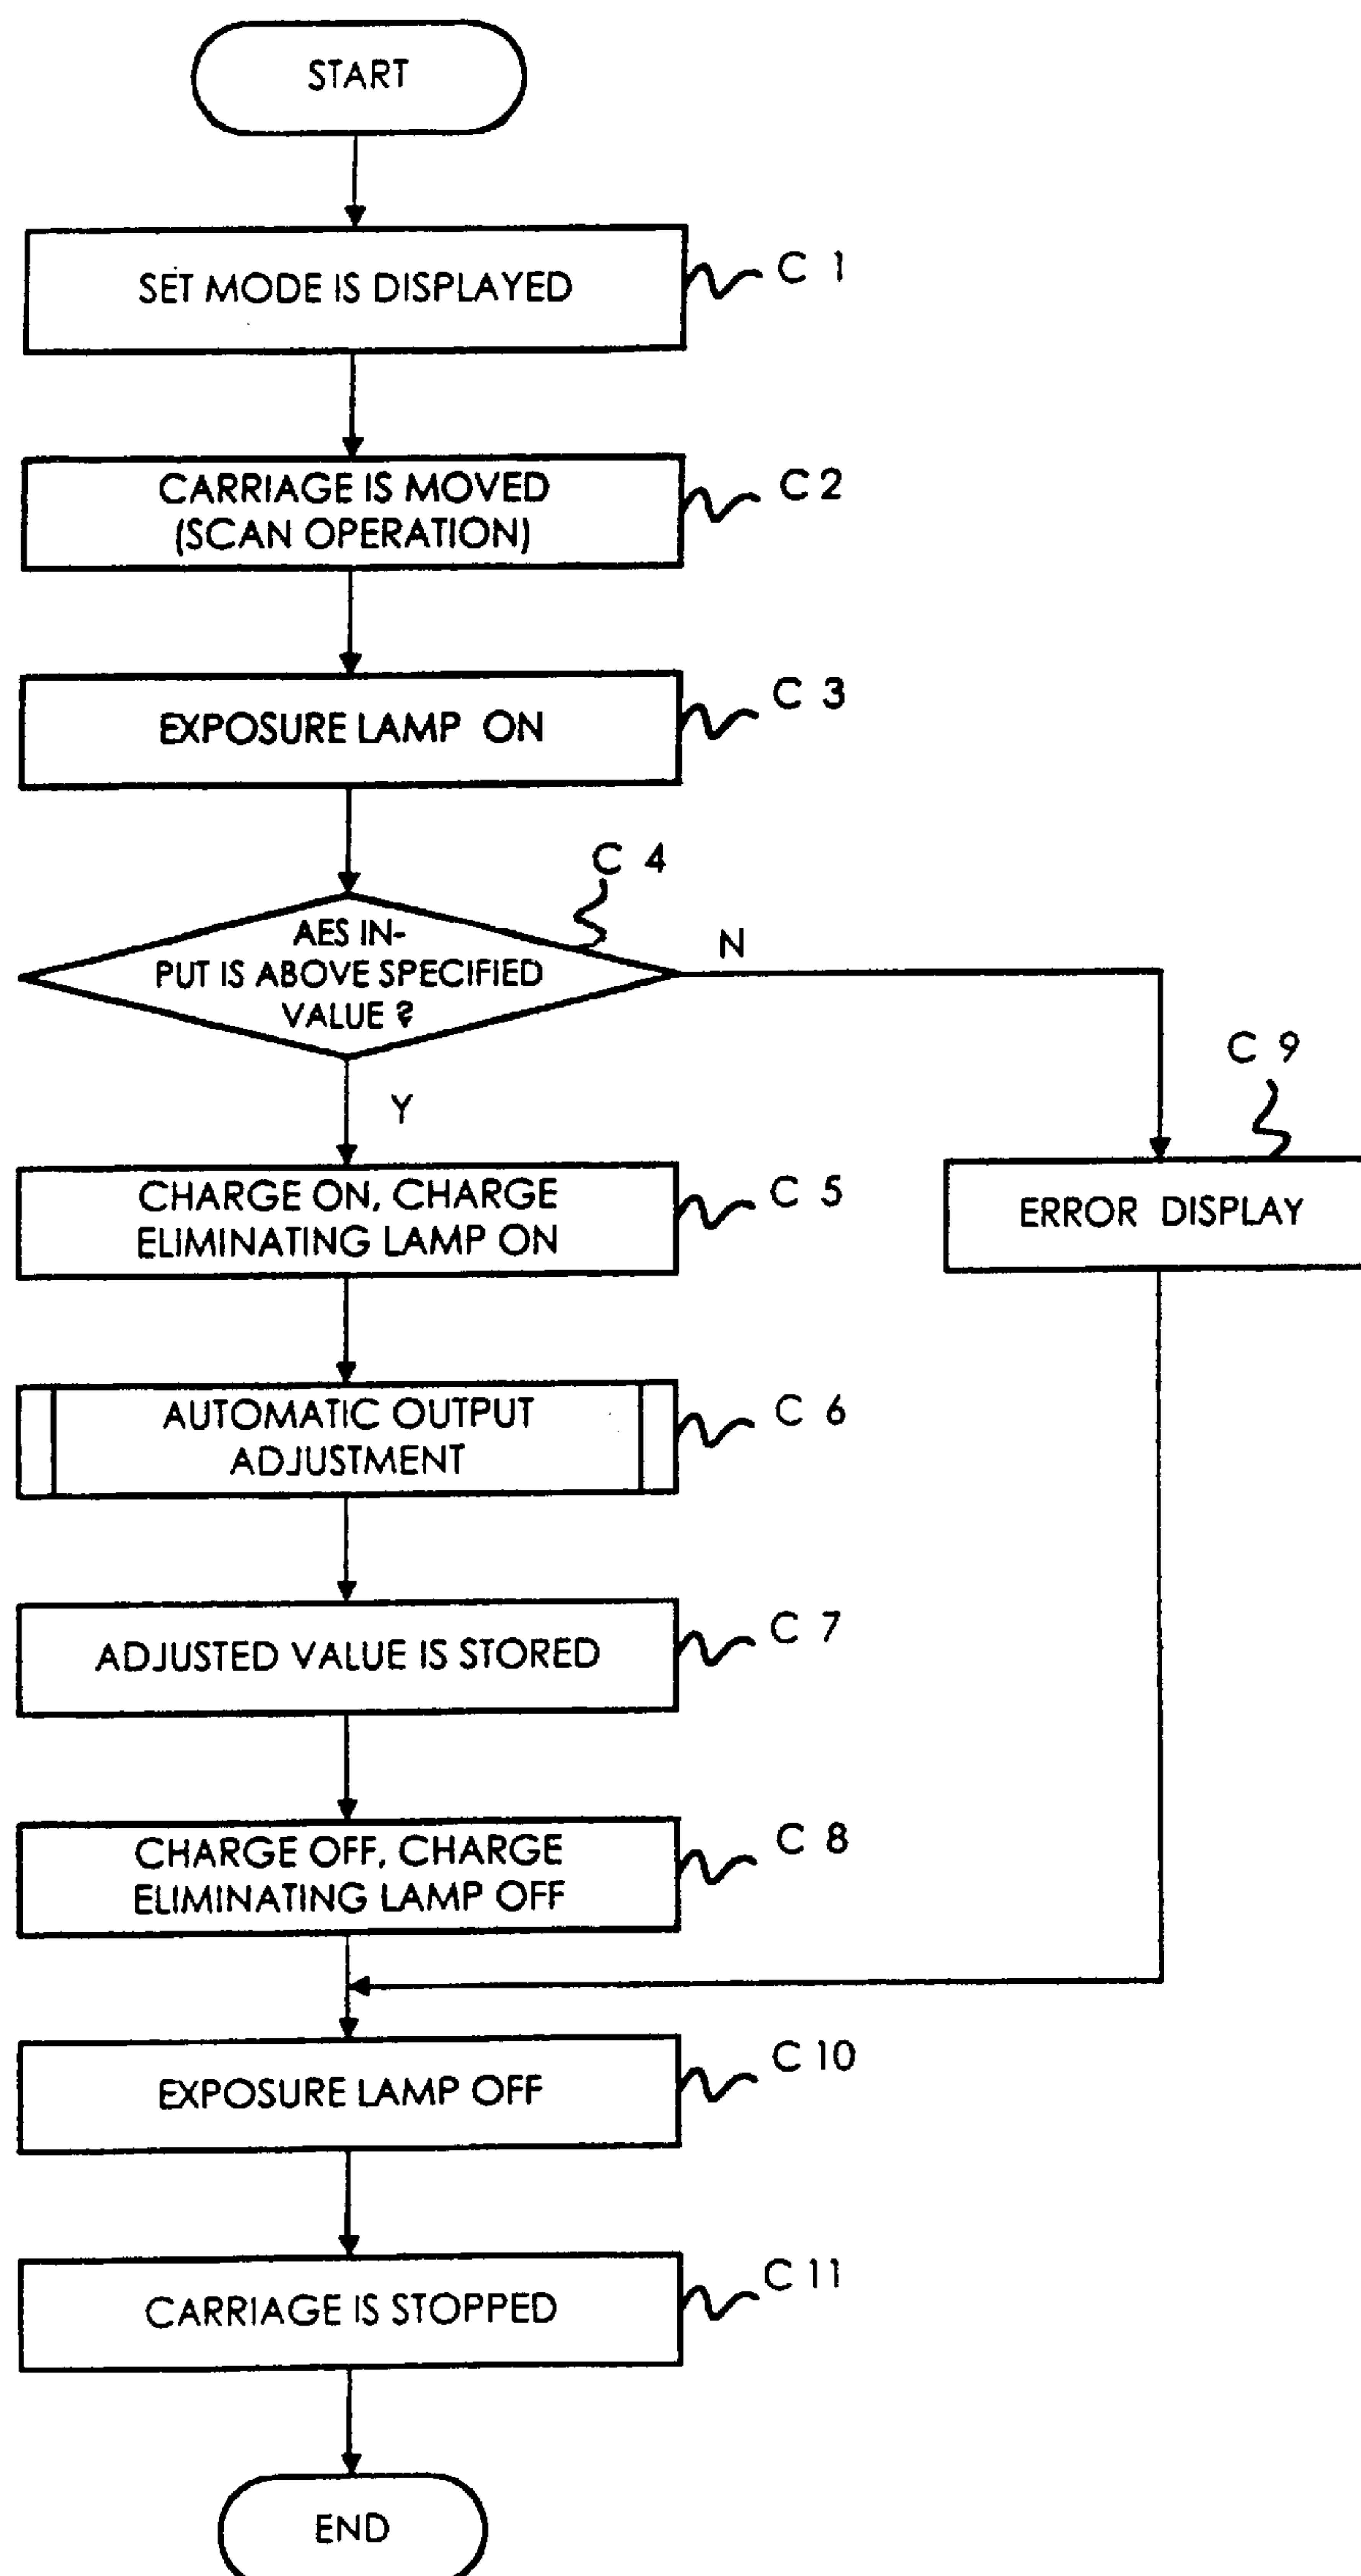 START
SET MODE IS DISPLAYED
C 1
CARRIAGE IS MOVED
(SCAN OPERATION)
C 2
EXPOSURE LAMP ON
C 3
C 4
AES IN-
PUT IS ABOVE SPECIFIED
VALUE ?
N
Y
C 9
ERROR DISPLAY
CHARGE ON, CHARGE
ELIMINATING LAMP ON
C 5
AUTOMATIC OUTPUT
ADJUSTMENT
C 6
ADJUSTED VALUE IS STORED
C 7
CHARGE OFF, CHARGE
ELIMINATING LAMP OFF
C 8
EXPOSURE LAMP OFF
C 10
CARRIAGE IS STOPPED
C 11
END